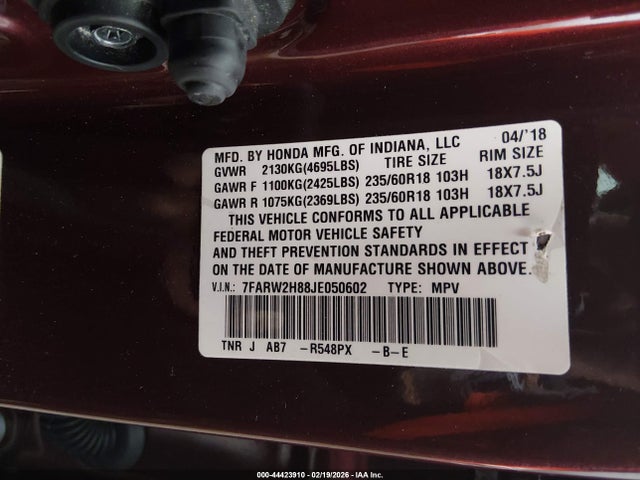 04/'18
MFD. BY HONDA MFG. OF INDIANA, LLC
GVWR 2130KG(4695LBS) TIRE SIZE RIM SIZE
GAWR F 1100KG(2425LBS) 235/60R18 103H 18X7.5J
GAWR R 1075KG(2369LBS) 235/60R18 103H 18X7.5J
THIS VEHICLE CONFORMS TO ALL APPLICABLE
FEDERAL MOTOR VEHICLE SAFETY
AND THEFT PREVENTION STANDARDS IN EFFECT
ON THE DATE OF MANUFACTURE SHOWN ABOVE.
V.I.N.: 7FARW2H88JE050602 TYPE: MPV
TNR J AB7 -R548PX -B-E
000-44423910 - 02/19/2026 - IAA Inc.